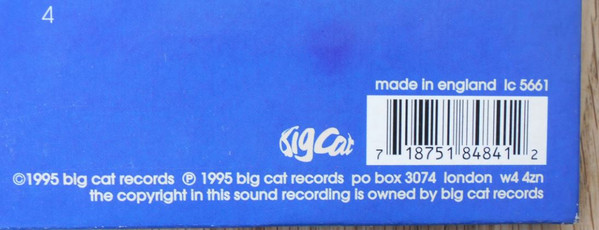 4
made in england lc 5661
Big Cat
7 18751 84841 2
©1995 big cat records ℗ 1995 big cat records po box 3074 london w4 4zn
the copyright in this sound recording is owned by big cat records